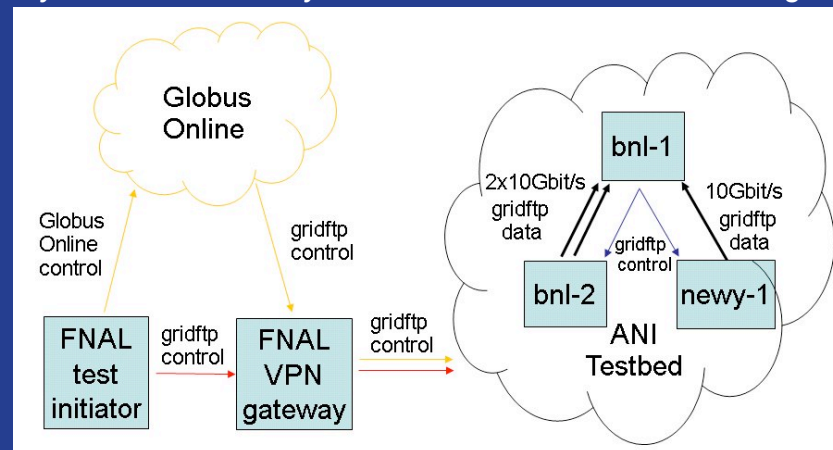 Globus
Online
Globus
Online
control
gridftp
control
FNAL
test
initiator
gridftp
control
FNAL
VPN
gateway
gridftp
control
bnl-1
2x10Gbit/s
gridftp
data
10Gbit/s
gridftp
data
gridftp
control
bnl-2
newy-1
ANI
Testbed